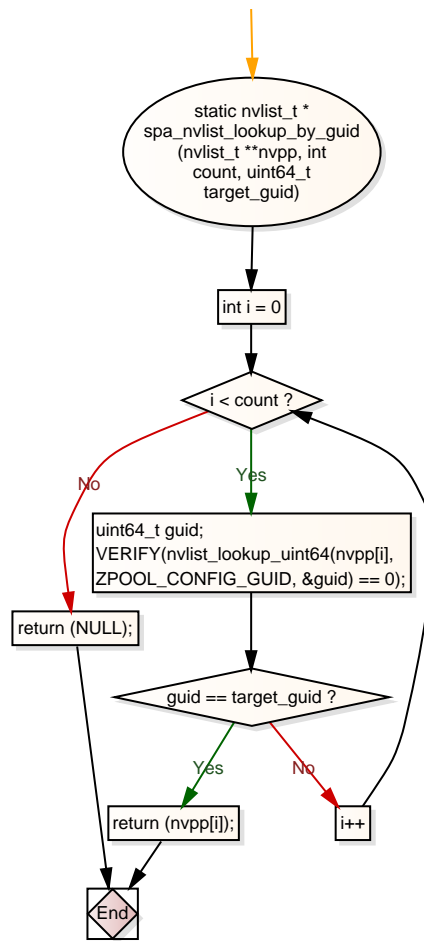 static nvlist_t *
spa_nvlist_lookup_by_guid
(nvlist_t **nvpp, int
count, uint64_t
target_guid)
int i = 0
i < count ?
No
Yes
uint64_t guid;
VERIFY(nvlist_lookup_uint64(nvpp[i],
ZPOOL_CONFIG_GUID, &guid) == 0);
return (NULL);
guid == target_guid ?
Yes
No
return (nvpp[i]);
i++
End